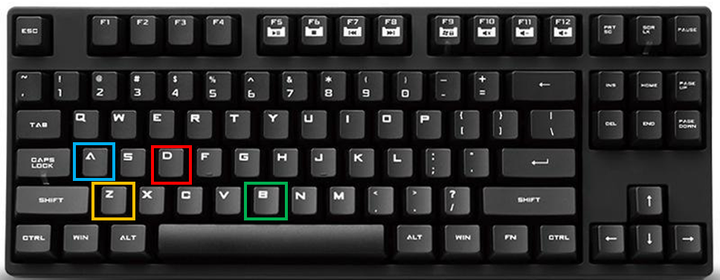 ESC F1 F2 F3 F4 F5 F6 F7 F8 F9 F10 F11 F12 PRT SC SCR LK PAUSE
~ ! 1 @ 2 # 3 $ 4 % 5 ^ 6 & 7 * 8 ( 9 ) 0 - + = ← INS HOME PAGE UP
TAB Q W E R T Y U I O P { [ } ] | \ DEL END PAGE DOWN
CAPS LOCK A S D F G H J K L : ; "
SHIFT Z X C V B N M < , > . ? / SHIFT ↑
CTRL WIN ALT ALT WIN FN CTRL ← ↓ →